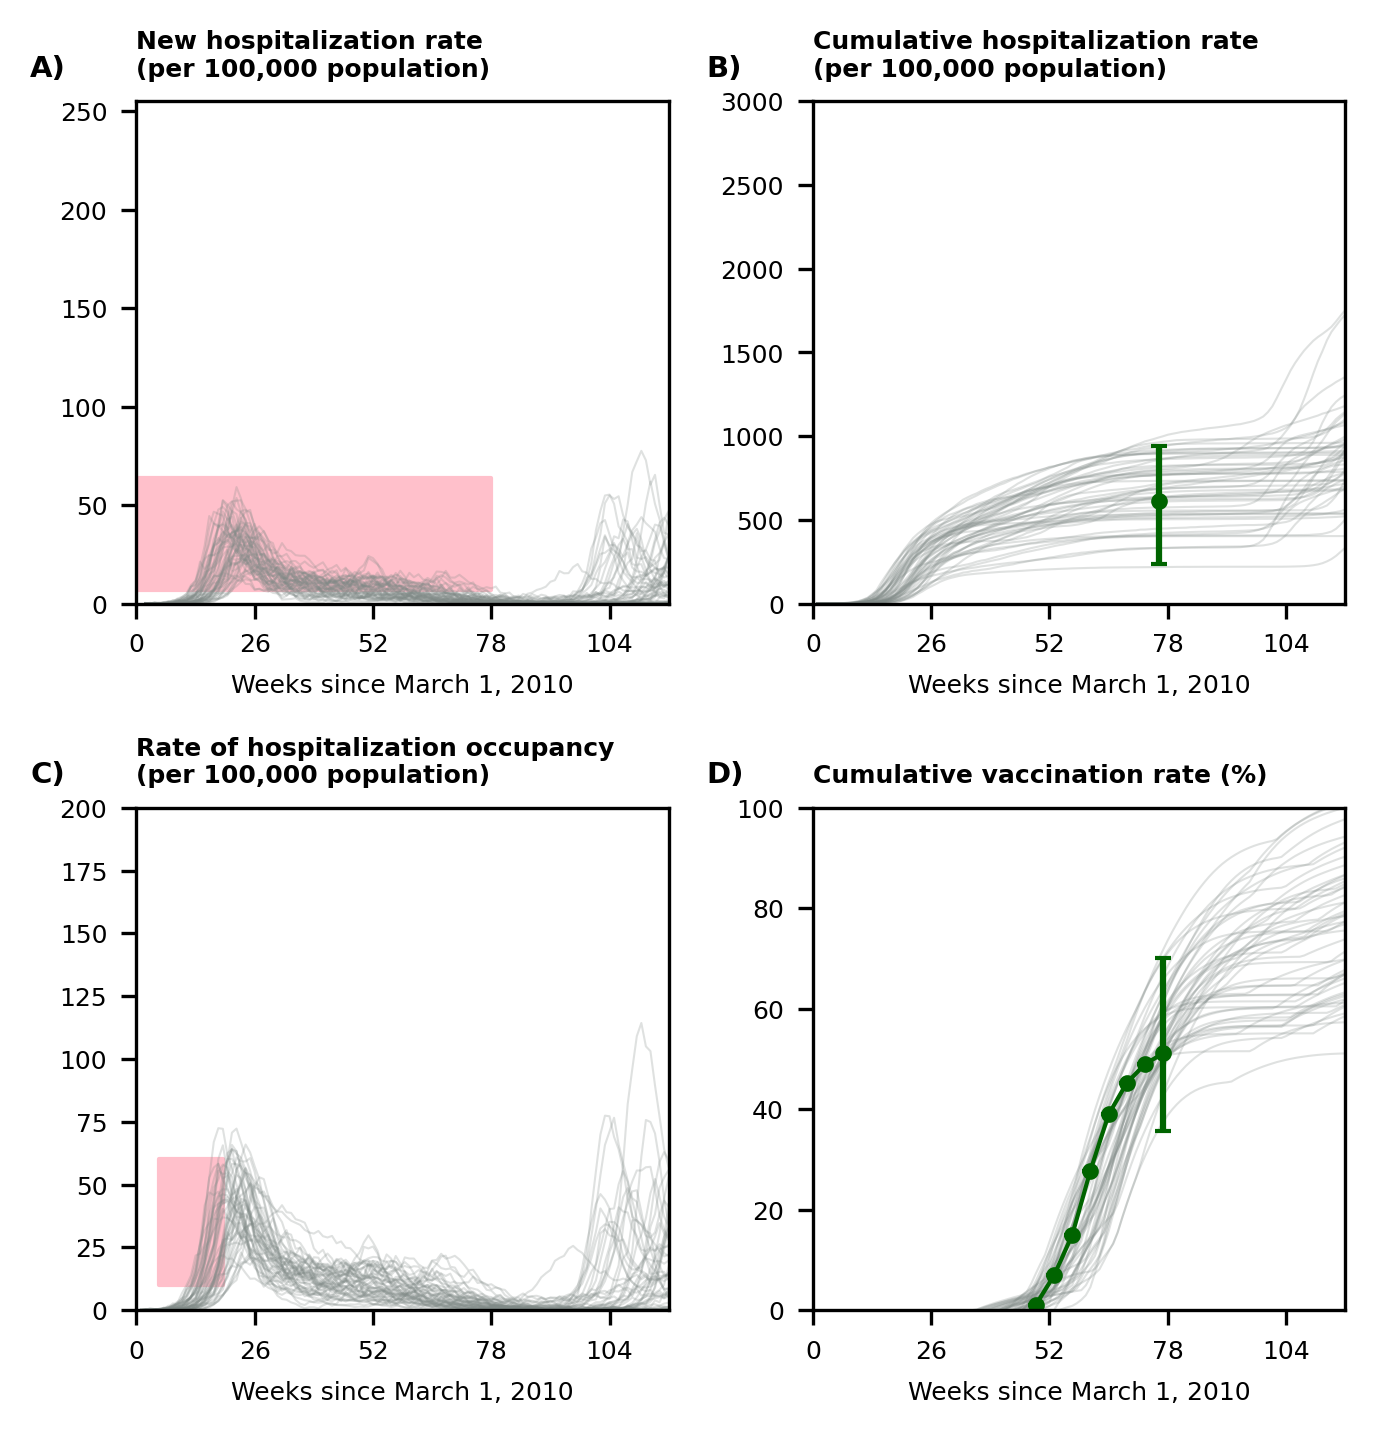 A)
New hospitalization rate
(per 100,000 population)
250
200
150
100
50
0
0 26 52 78 104
Weeks since March 1, 2010
B)
Cumulative hospitalization rate
(per 100,000 population)
3000
2500
2000
1500
1000
500
0
0 26 52 78 104
Weeks since March 1, 2010
C)
Rate of hospitalization occupancy
(per 100,000 population)
200
175
150
125
100
75
50
25
0
0 26 52 78 104
Weeks since March 1, 2010
D)
Cumulative vaccination rate (%)
100
80
60
40
20
0
0 26 52 78 104
Weeks since March 1, 2010